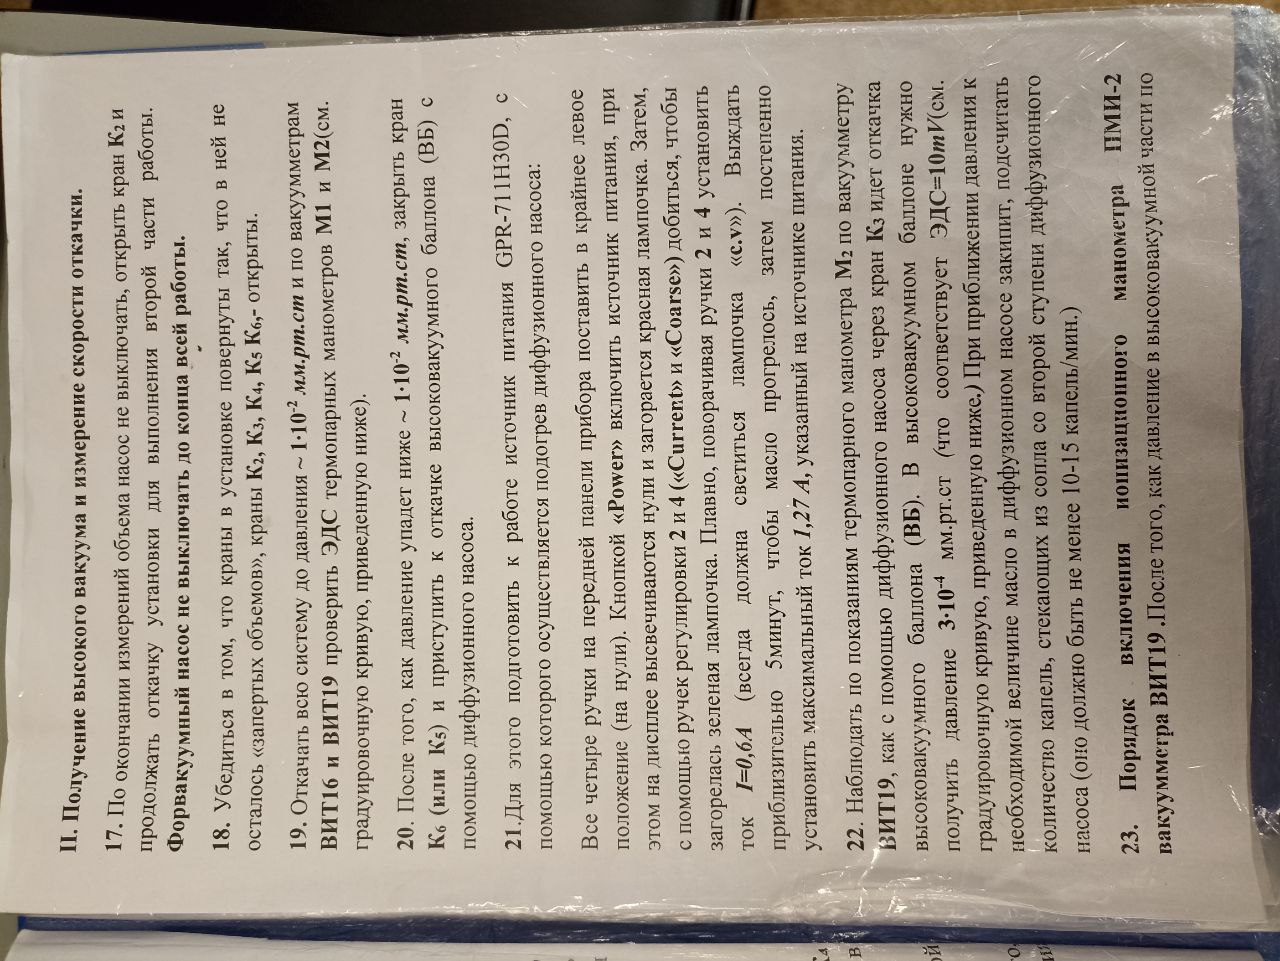 II. Получение высокого вакуума и измерение скорости откачки.
17. По окончании измерений объема насос не выключать, открыть кран К₂ и
продолжать откачку установки для выполнения второй части работы.
Форвакуумный насос не выключать до конца всей работы.
18. Убедиться в том, что краны в установке повернуты так, что в ней не
осталось «запертых объемов», краны К₂, К₃, К₄, К₅ К₆,- открыты.
19. Откачать всю систему до давления ~ 1·10⁻² мм.рт.ст и по вакуумметрам
ВИТ16 и ВИТ19 проверить ЭДС термопарных манометров М1 и М2(см.
градуировочную кривую, приведенную ниже).
20. После того, как давление упадет ниже ~ 1·10⁻² мм.рт.ст, закрыть кран
К₆ (или К₅) и приступить к откачке высоковакуумного баллона (ВБ) с
помощью диффузионного насоса.
21.Для этого подготовить к работе источник питания GPR-711H30D, с
помощью которого осуществляется подогрев диффузионного насоса:
Все четыре ручки на передней панели прибора поставить в крайнее левое
положение (на нули). Кнопкой «Power» включить источник питания, при
этом на дисплее высвечиваются нули и загорается красная лампочка. Затем,
с помощью ручек регулировки 2 и 4 («Current» и «Coarse») добиться, чтобы
загорелась зеленая лампочка. Плавно, поворачивая ручки 2 и 4 установить
ток I=0,6А (всегда должна светиться лампочка «c.v»). Выждать
приблизительно 5минут, чтобы масло прогрелось, затем постепенно
установить максимальный ток 1,27 А, указанный на источнике питания.
22. Наблюдать по показаниям термопарного манометра М₂ по вакуумметру
ВИТ19, как с помощью диффузионного насоса через кран К₃ идет откачка
высоковакуумного баллона (ВБ). В высоковакуумном баллоне нужно
получить давление 3·10⁻⁴ мм.рт.ст (что соответствует ЭДС=10mV(см.
градуировочную кривую, приведенную ниже.) При приближении давления к
необходимой величине масло в диффузионном насосе закипит, подсчитать
количество капель, стекающих из сопла со второй ступени диффузионного
насоса (оно должно быть не менее 10-15 капель/мин.)
23. Порядок включения ионизационного манометра ПМИ-2
вакуумметра ВИТ19 .После того, как давление в высоковакуумной части по